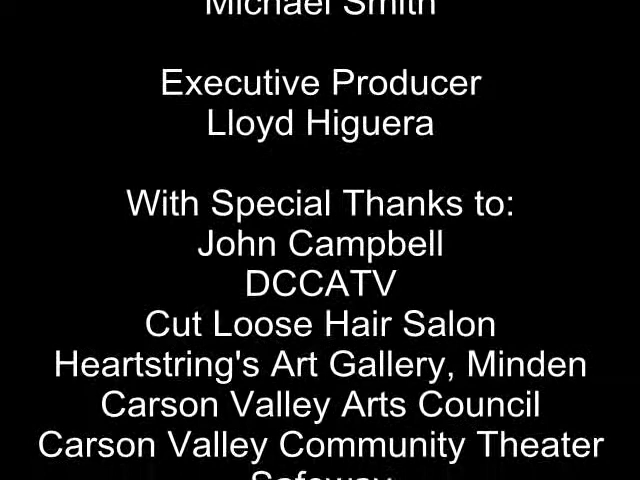 Michael Smith
Executive Producer
Lloyd Higuera
With Special Thanks to:
John Campbell
DCCATV
Cut Loose Hair Salon
Heartstring's Art Gallery, Minden
Carson Valley Arts Council
Carson Valley Community Theater
Safeway